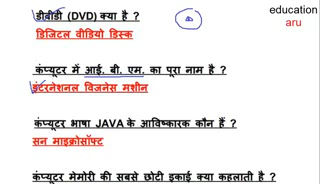 education
aru
डीवीडी (DVD) क्या है ?
डिजिटल वीडियो डिस्क
कंप्यूटर में आई. बी. एम. का पूरा नाम है ?
इंटरनेशनल विजनेस मशीन
कंप्यूटर भाषा JAVA के आविष्कारक कौन हैं ?
सन माइक्रोसॉफ्ट
कंप्यूटर मेमोरी की सबसे छोटी इकाई क्या कहलाती है ?